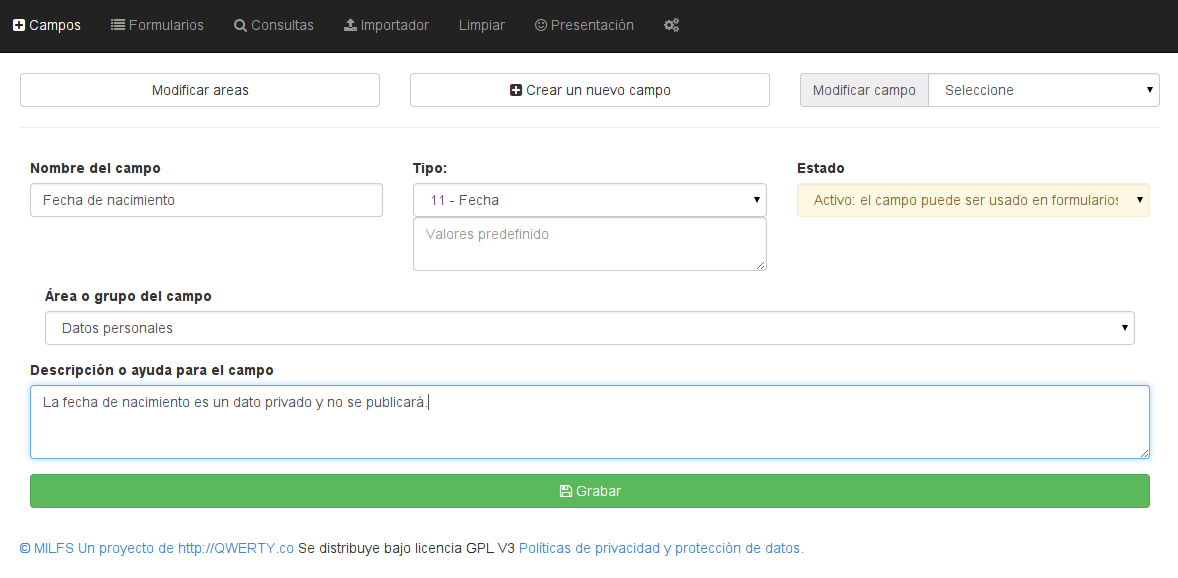 Campos Formularios Consultas Importador Limpiar Presentación
Modificar areas Crear un nuevo campo Modificar campo Seleccione
Nombre del campo Tipo: Estado
Fecha de nacimiento 11 - Fecha Activo: el campo puede ser usado en formularios
Valores predefinido
Área o grupo del campo
Datos personales
Descripción o ayuda para el campo
La fecha de nacimiento es un dato privado y no se publicará.
Grabar
© MILFS Un proyecto de http://QWERTY.co Se distribuye bajo licencia GPL V3 Políticas de privacidad y protección de datos.